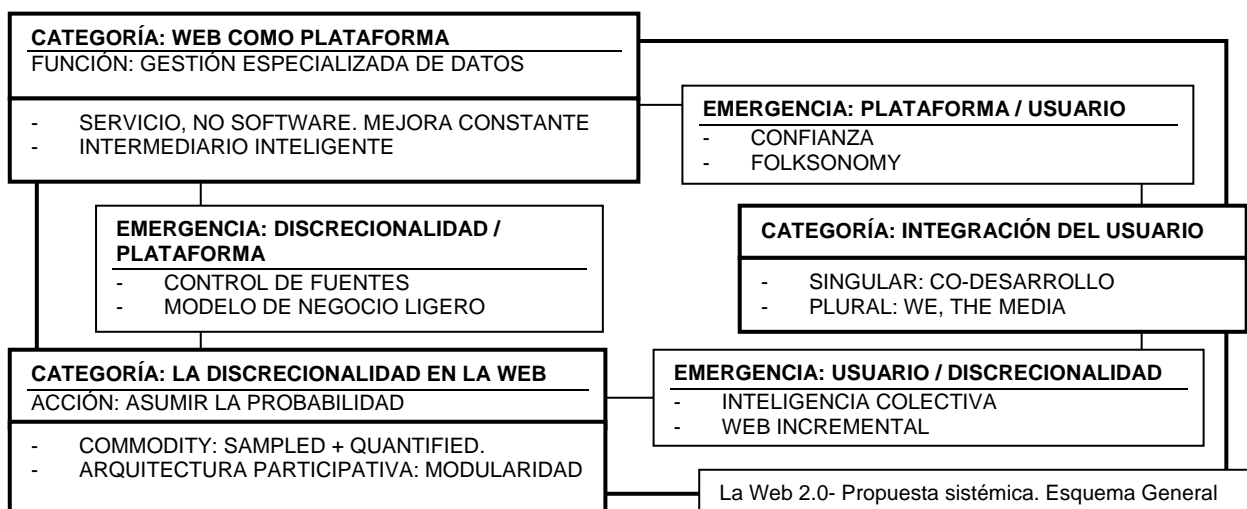 CATEGORÍA: WEB COMO PLATAFORMA
FUNCIÓN: GESTIÓN ESPECIALIZADA DE DATOS
- SERVICIO, NO SOFTWARE. MEJORA CONSTANTE
- INTERMEDIARIO INTELIGENTE
EMERGENCIA: PLATAFORMA / USUARIO
- CONFIANZA
- FOLKSONOMY
EMERGENCIA: DISCRECIONALIDAD /
PLATAFORMA
- CONTROL DE FUENTES
- MODELO DE NEGOCIO LIGERO
CATEGORÍA: INTEGRACIÓN DEL USUARIO
- SINGULAR: CO-DESARROLLO
- PLURAL: WE, THE MEDIA
CATEGORÍA: LA DISCRECIONALIDAD EN LA WEB
ACCIÓN: ASUMIR LA PROBABILIDAD
- COMMODITY: SAMPLED + QUANTIFIED.
- ARQUITECTURA PARTICIPATIVA: MODULARIDAD
EMERGENCIA: USUARIO / DISCRECIONALIDAD
- INTELIGENCIA COLECTIVA
- WEB INCREMENTAL
La Web 2.0- Propuesta sistémica. Esquema General